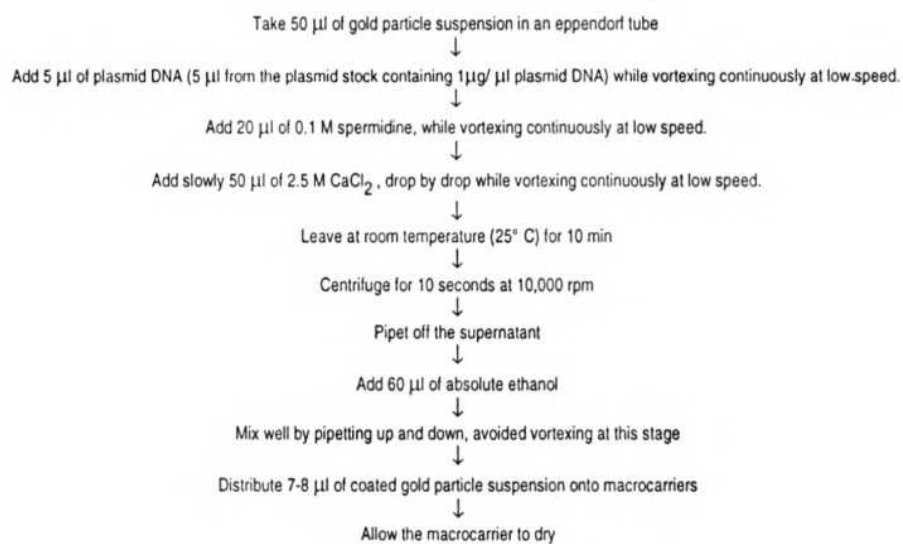 Take 50 µl of gold particle suspension in an eppendorf tube
↓
Add 5 µl of plasmid DNA (5 µl from the plasmid stock containing 1µg/ µl plasmid DNA) while vortexing continuously at low speed.
↓
Add 20 µl of 0.1 M spermidine, while vortexing continuously at low speed.
↓
Add slowly 50 µl of 2.5 M CaCl₂ , drop by drop while vortexing continuously at low speed.
↓
Leave at room temperature (25° C) for 10 min
↓
Centrifuge for 10 seconds at 10,000 rpm
↓
Pipet off the supernatant
↓
Add 60 µl of absolute ethanol
↓
Mix well by pipetting up and down, avoided vortexing at this stage
↓
Distribute 7-8 µl of coated gold particle suspension onto macrocarriers
↓
Allow the macrocarrier to dry